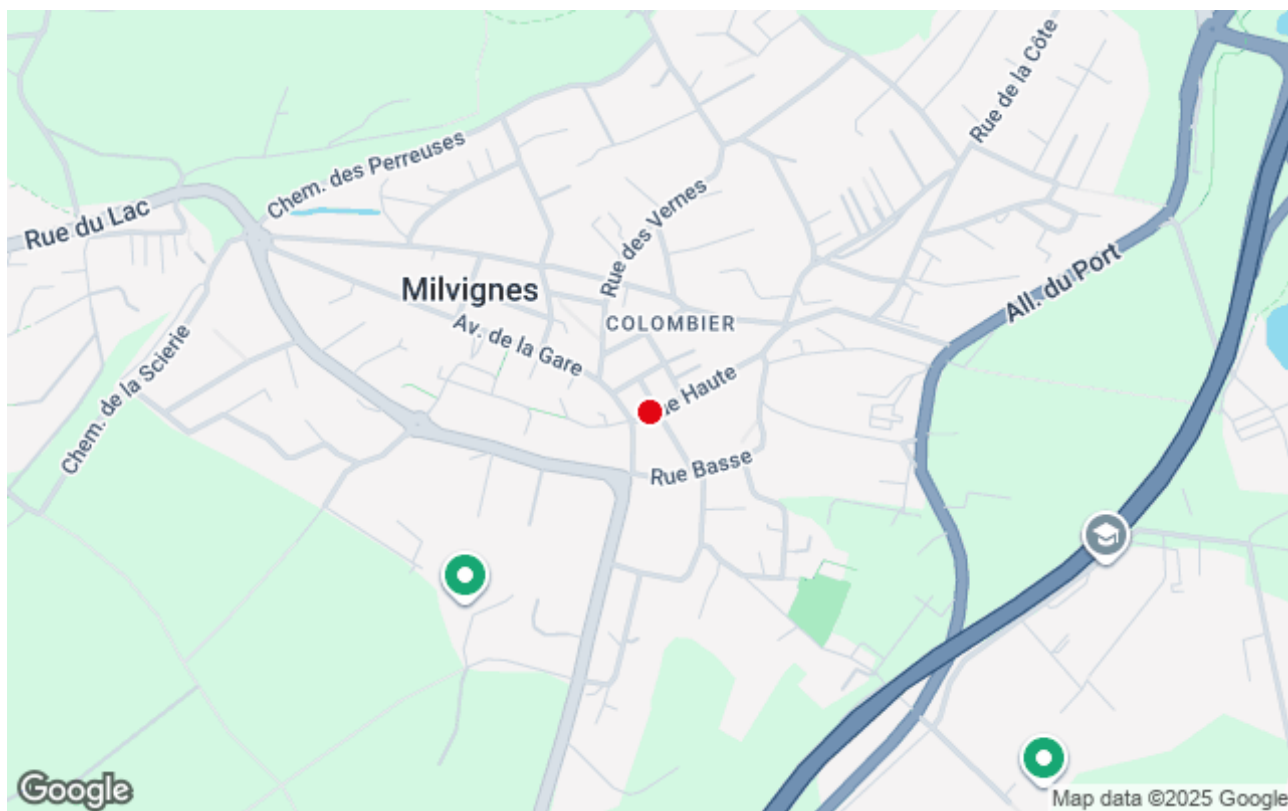 Rue de la Côte
Chem. des Perreuses
Rue du Lac
Rue des Vernes
All. du Port
Milvignes
COLOMBIER
Av. de la Gare
Chem. de la Scierie
ue Haute
Rue Basse
Google
Map data ©2025 Google